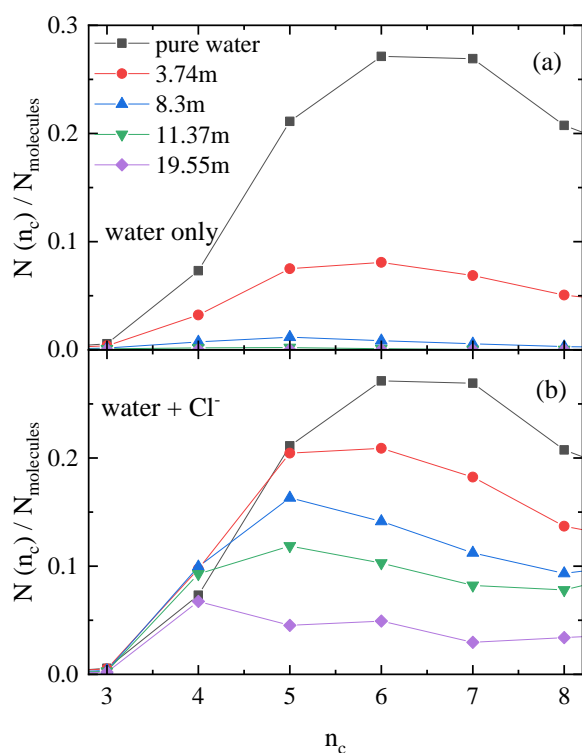 0.3
pure water
(a)
3.74m
8.3m
0.2
11.37m
19.55m
N (n_c) / N_molecules
0.1
water only
0.0
water + Cl⁻
(b)
0.2
N (n_c) / N_molecules
0.1
0.0
3 4 5 6 7 8
n_c